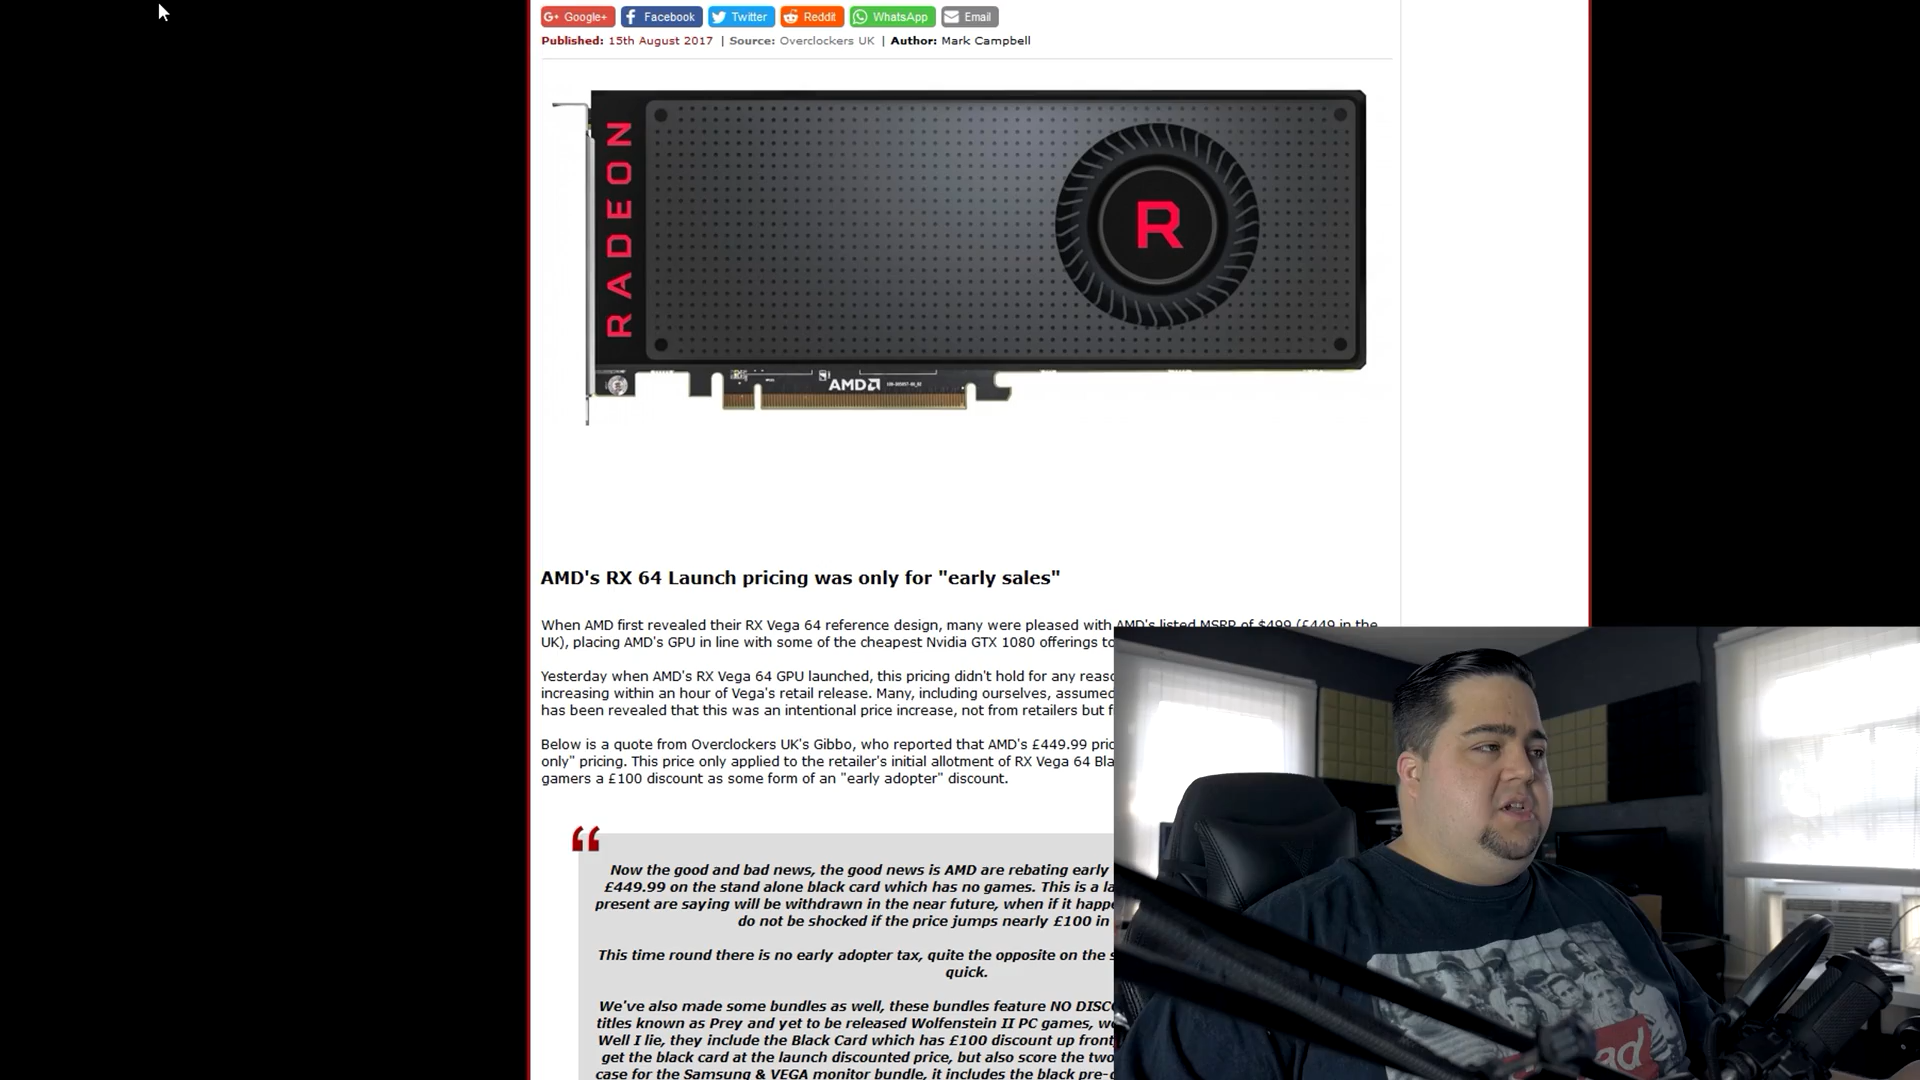 Google+ Facebook Twitter Reddit WhatsApp Email
Published: 15th August 2017 | Source: Overclockers UK | Author: Mark Campbell
RADEON
R
AMD
AMD's RX 64 Launch pricing was only for "early sales"
When AMD first revealed their RX Vega 64 reference design, many were pleased with AMD's listed MSRP of $499 (£449 in the
UK), placing AMD's GPU in line with some of the cheapest Nvidia GTX 1080 offerings
Yesterday when AMD's RX Vega 64 GPU launched, this pricing didn't hold for any
increasing within an hour of Vega's retail release. Many, including ourselves, assumed
has been revealed that this was an intentional price increase, not from retailers but
Below is a quote from Overclockers UK's Gibbo, who reported that AMD's £449.99
only" pricing. This price only applied to the retailer's initial allotment of RX Vega 64
gamers a £100 discount as some form of an "early adopter" discount.
“
Now the good and bad news, the good news is AMD are rebating early
£449.99 on the stand alone black card which has no games. This is a
present are saying will be withdrawn in the near future, when if it
do not be shocked if the price jumps nearly £100 in
This time round there is no early adopter tax, quite the opposite on the
quick.
We've also made some bundles as well, these bundles feature NO
titles known as Prey and yet to be released Wolfenstein II PC games,
Well I lie, they include the Black Card which has £100 discount up front
get the black card at the launch discounted price, but also score the two
case for the Samsung & VEGA monitor bundle, it includes the black